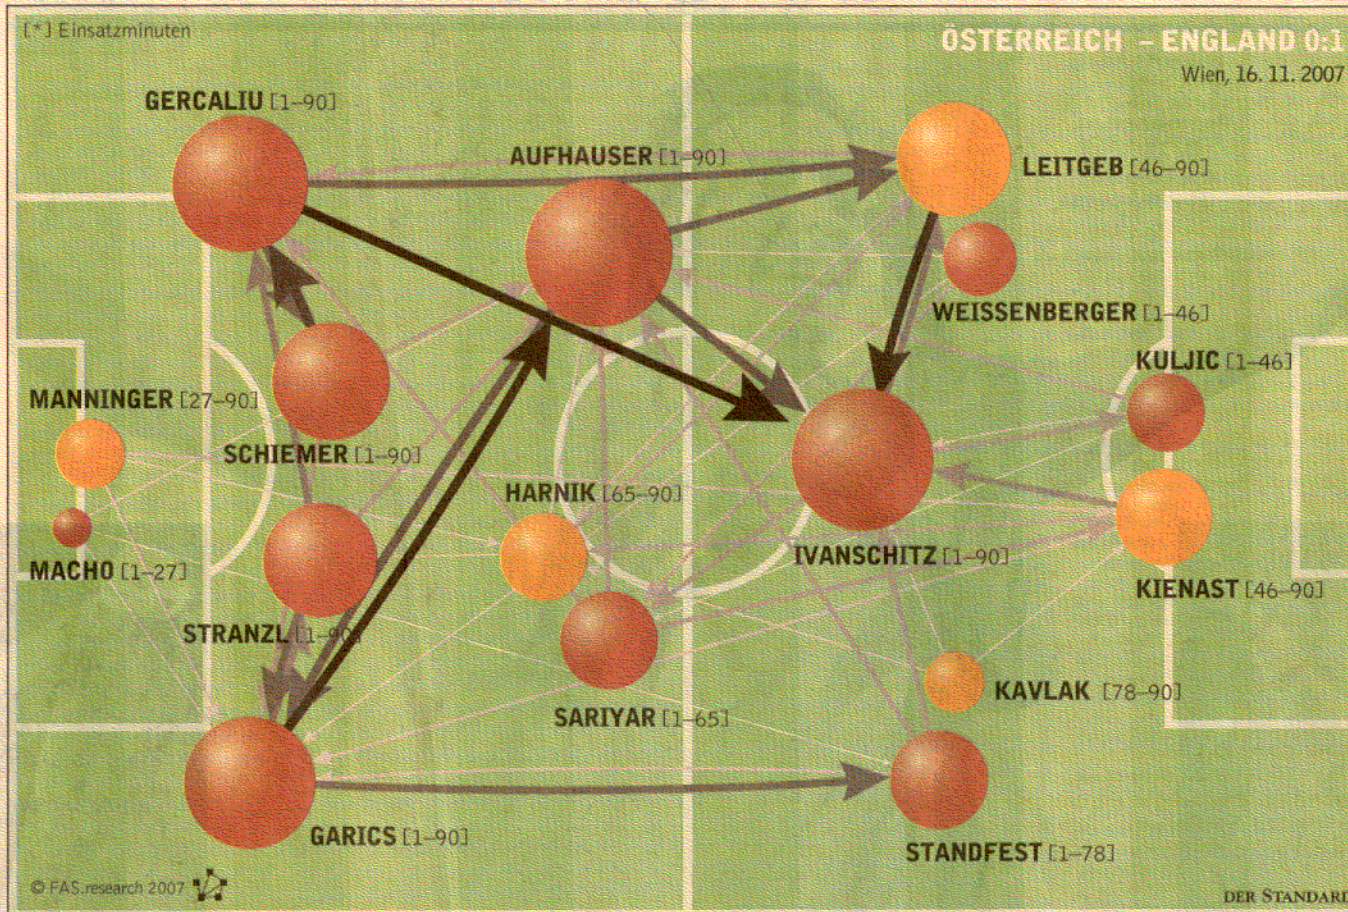 [*] Einsatzminuten
ÖSTERREICH – ENGLAND 0:1
Wien, 16. 11. 2007
GERCALIU [1–90]
AUFHAUSER [1–90]
LEITGEB [46–90]
WEISSENBERGER [1–46]
KULJIC [1–46]
MANNINGER [27–90]
SCHIEMER [1–90]
HARNIK [65–90]
IVANSCHITZ [1–90]
MACHO [1–27]
KIENAST [46–90]
STRANZL [1–90]
KAVLAK [78–90]
SARIYAR [1–65]
GARICS [1–90]
STANDFEST [1–78]
© FAS.research 2007
DER STANDARD